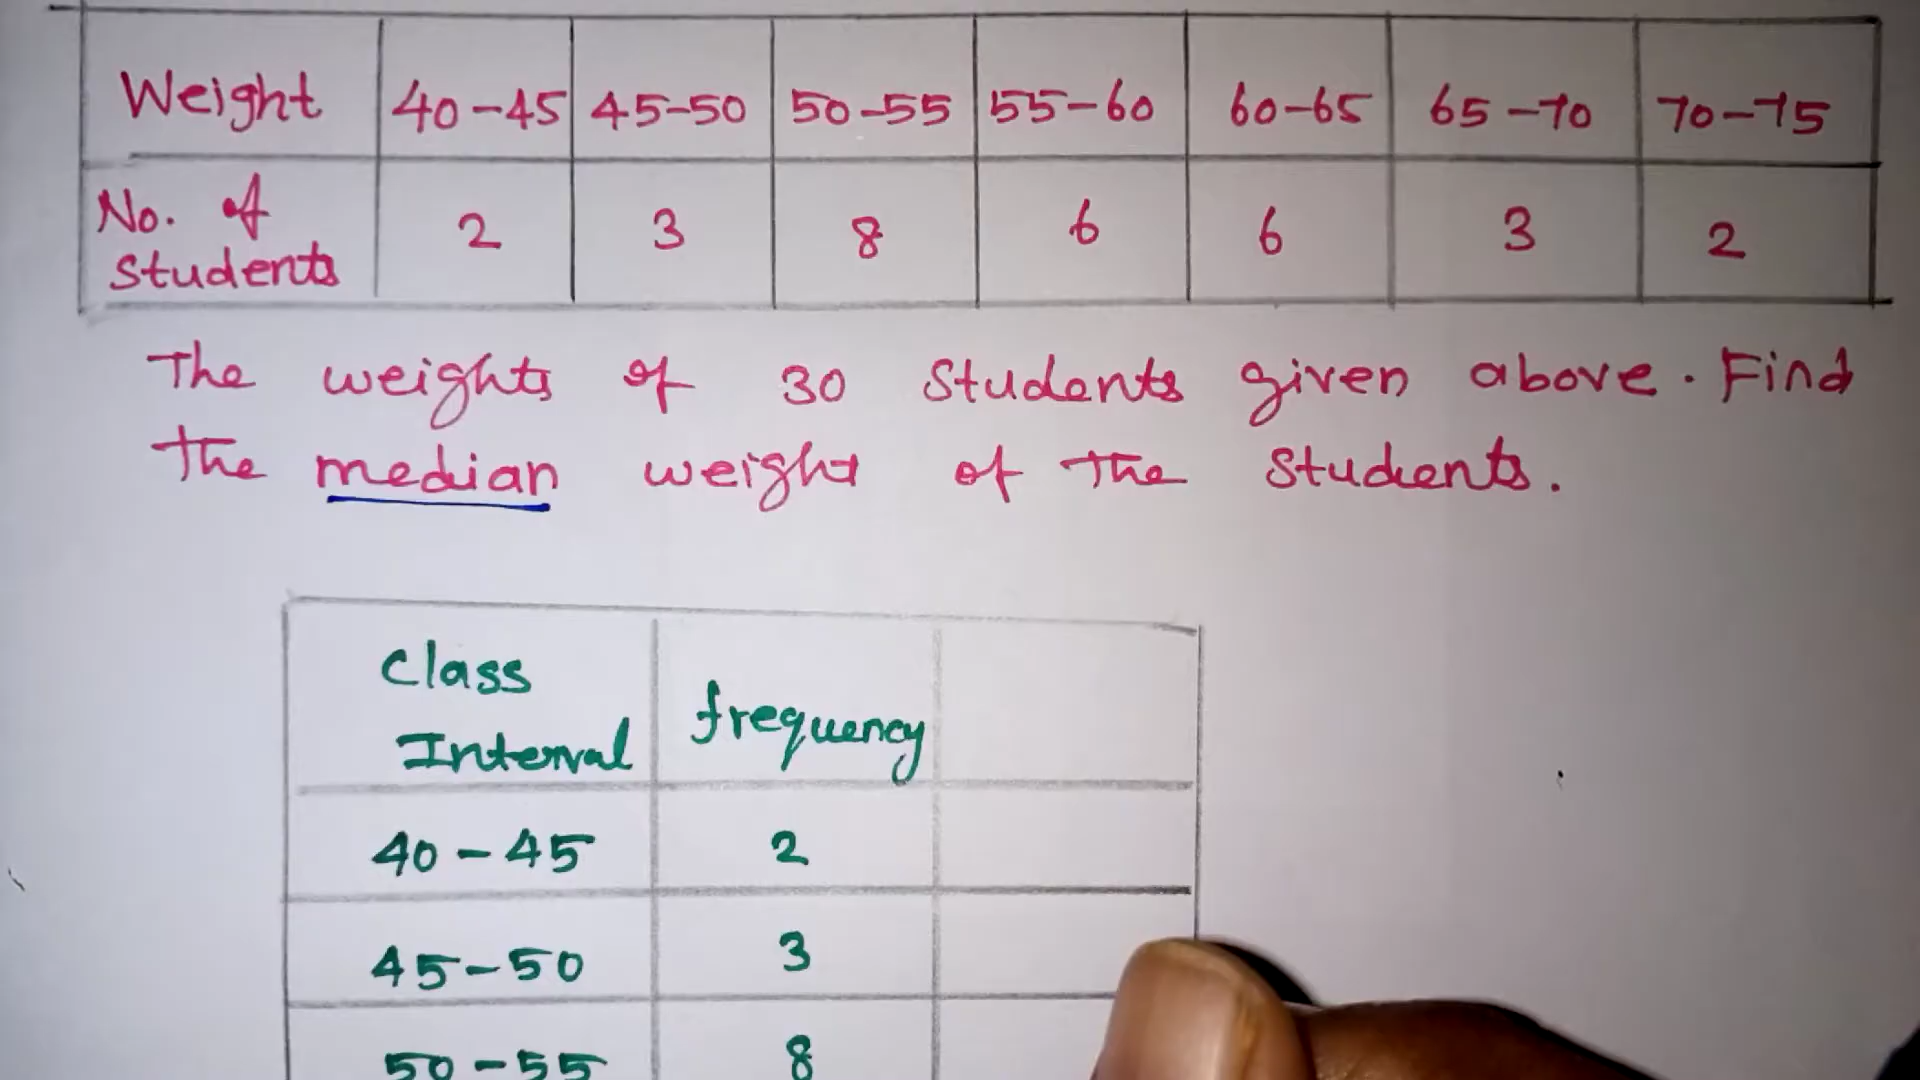 Weight 40-45 45-50 50-55 55-60 60-65 65-70 70-75
No. of
Students 2 3 8 6 6 3 2
The weights of 30 Students given above. Find
the median weight of the Students.
Class
Interval frequency
40-45 2
45-50 3
50-55 8